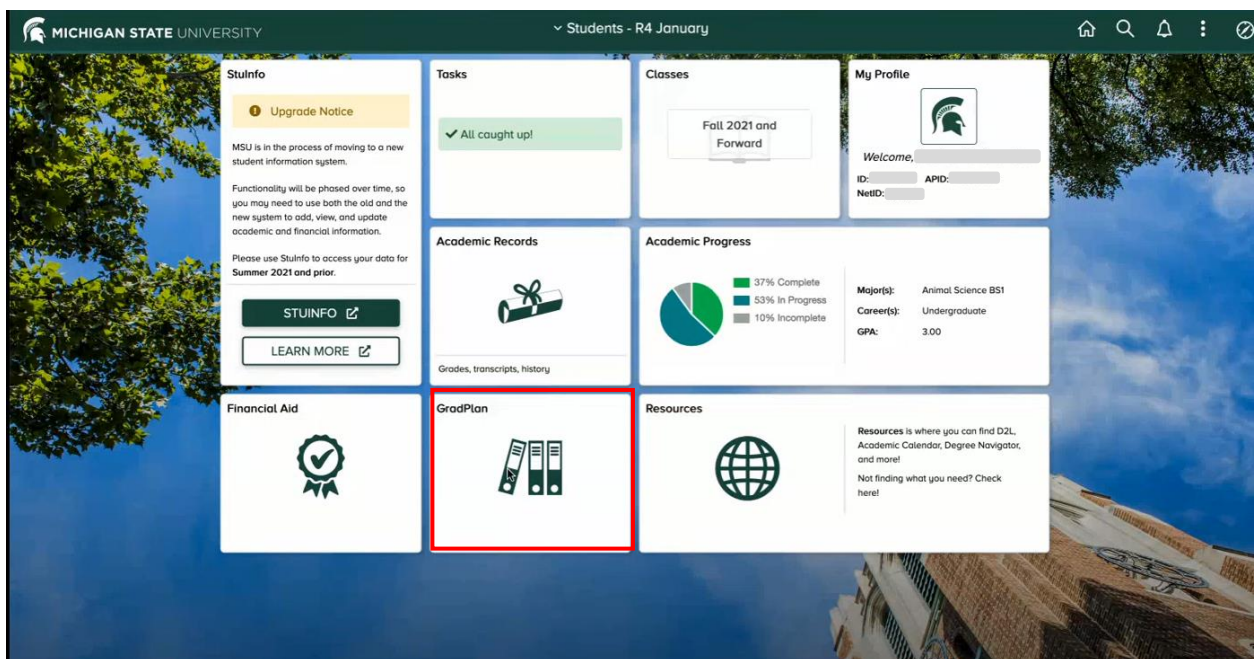 MICHIGAN STATE UNIVERSITY
Students - R4 January
StuInfo
Upgrade Notice
MSU is in the process of moving to a new
student information system.
Functionality will be phased over time, so
you may need to use both the old and the
new system to add, view, and update
academic and financial information.
Please use StuInfo to access your data for
Summer 2021 and prior.
STUINFO
LEARN MORE
Tasks
All caught up!
Classes
Fall 2021 and
Forward
My Profile
Welcome,
ID: APID:
NetID:
Academic Records
Grades, transcripts, history
Academic Progress
37% Complete
53% In Progress
10% Incomplete
Major(s): Animal Science BS1
Career(s): Undergraduate
GPA: 3.00
Financial Aid
GradPlan
Resources
Resources is where you can find D2L,
Academic Calendar, Degree Navigator,
and more!
Not finding what you need? Check
here!